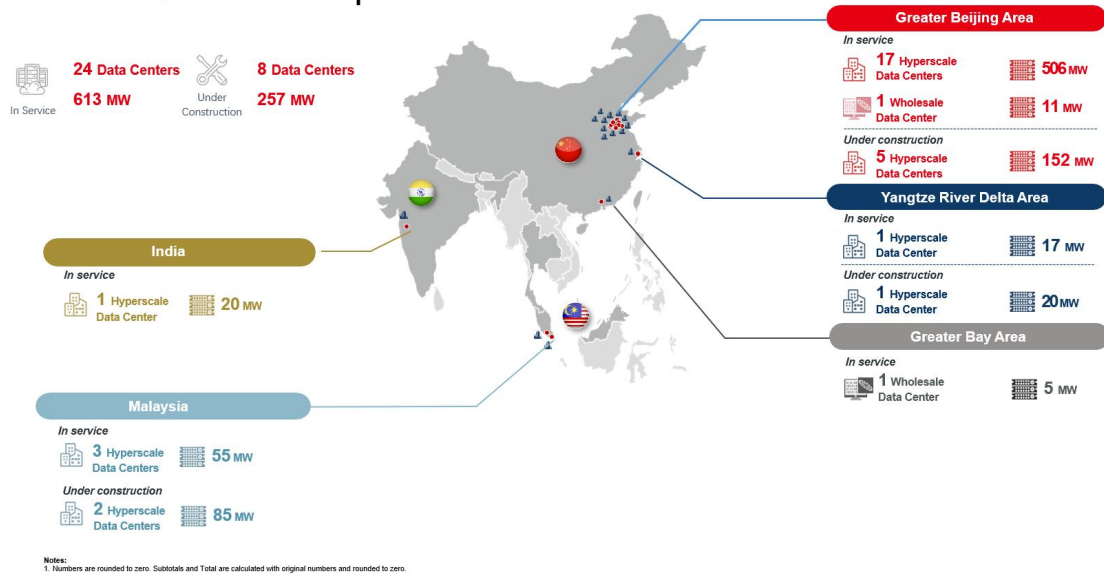 24 Data Centers
613 MW
In Service
8 Data Centers
257 MW
Under
Construction
Greater Beijing Area
In service
17 Hyperscale
Data Centers
506 MW
1 Wholesale
Data Center
11 MW
Under construction
5 Hyperscale
Data Centers
152 MW
Yangtze River Delta Area
In service
1 Hyperscale
Data Center
17 MW
Under construction
1 Hyperscale
Data Center
20 MW
Greater Bay Area
In service
1 Wholesale
Data Center
5 MW
India
In service
1 Hyperscale
Data Center
20 MW
Malaysia
In service
3 Hyperscale
Data Centers
55 MW
Under construction
2 Hyperscale
Data Centers
85 MW
Notes:
1. Numbers are rounded to zero. Subtotals and Total are calculated with original numbers and rounded to zero.